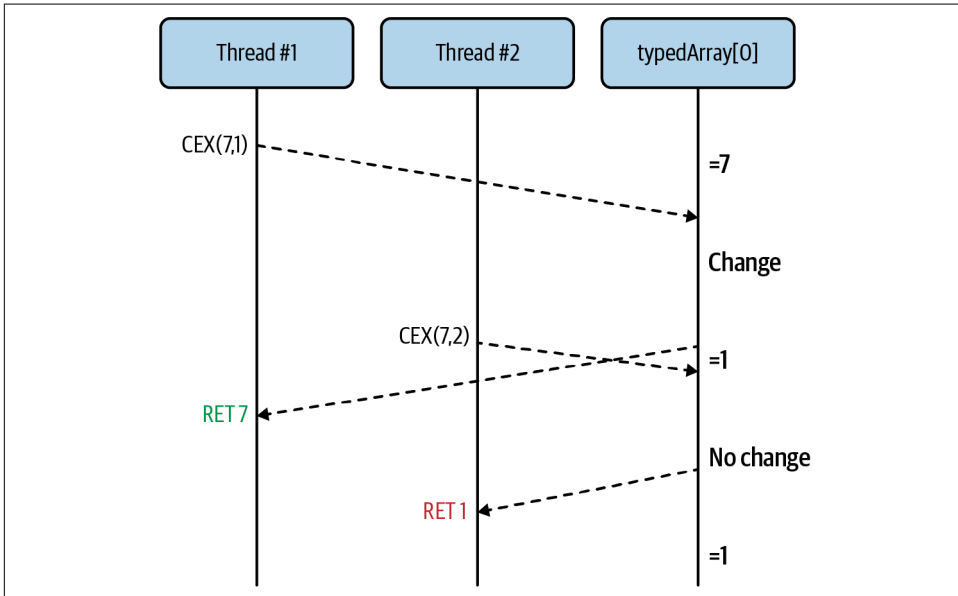 Thread #1
Thread #2
typedArray[0]
CEX(7,1)
=7
Change
CEX(7,2)
=1
RET 7
No change
RET 1
=1